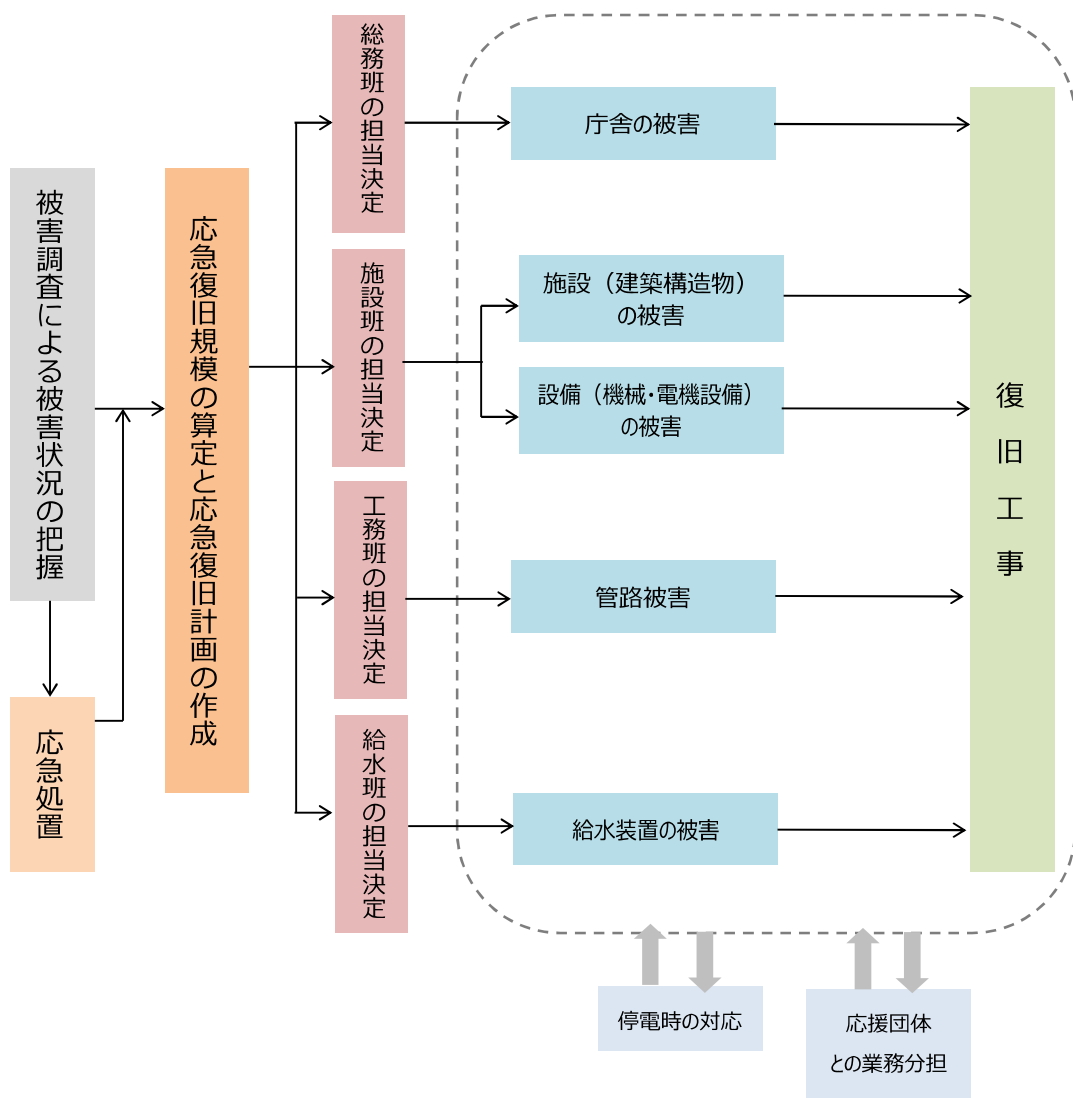 被害調査による被害状況の把握
応急処置
応急復旧規模の算定と応急復旧計画の作成
総務班の担当決定
施設班の担当決定
工務班の担当決定
給水班の担当決定
庁舎の被害
施設（建築構造物）
の被害
設備（機械・電機設備）
の被害
管路被害
給水装置の被害
復旧工事
停電時の対応
応援団体
との業務分担